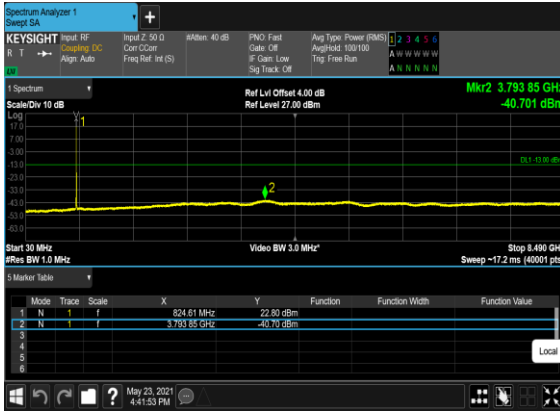 Spectrum Analyzer 1
Swept SA
+
KEYSIGHT Input: RF Input Z: 50 Ω #Atten: 40 dB PNO: Fast Avg Type: Power (RMS) 1 2 3 4 5 6
R T Coupling: DC Corr CCorr Gate: Off Avg|Hold: 100/100 A W W W W W
Align: Auto Freq Ref: Int (S) IF Gain: Low Trig: Free Run
Sig Track: Off A N N N N N
1 Spectrum Ref Lvl Offset 4.00 dB Mkr2 3.793 85 GHz
Scale/Div 10 dB Ref Level 27.00 dBm -40.701 dBm
Log
17.0
7.00
-3.00
-13.0 DL1 -13.00 dBm
-23.0
-33.0
-43.0
-53.0
-63.0
1
2
Start 30 MHz Video BW 3.0 MHz* Stop 8.490 GHz
#Res BW 1.0 MHz Sweep ~17.2 ms (40001 pts)
5 Marker Table
Mode Trace Scale X Y Function Function Width Function Value
1 N 1 f 824.61 MHz 22.80 dBm
2 N 1 f 3.793 85 GHz -40.70 dBm
3
4
5
6
Local
?
May 23, 2021
4:41:53 PM